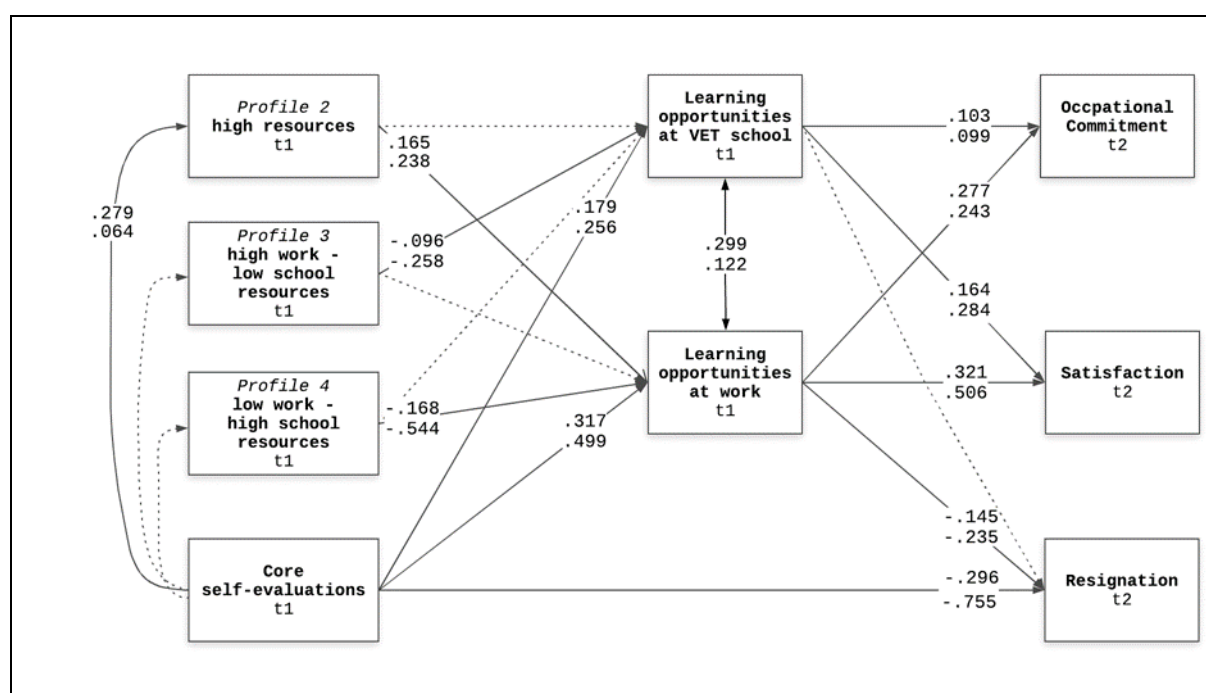 Profile 2
high resources
t1
Learning
opportunities
at VET school
t1
Occpational
Commitment
t2
.165
.238
.103
.099
.279
.064
Profile 3
high work -
low school
resources
t1
-.096
-.258
.179
.256
.299
.122
.277
.243
.164
.284
Profile 4
low work -
high school
resources
t1
-.168
-.544
.317
.499
Learning
opportunities
at work
t1
.321
.506
Satisfaction
t2
-.145
-.235
Core
self-evaluations
t1
-.296
-.755
Resignation
t2